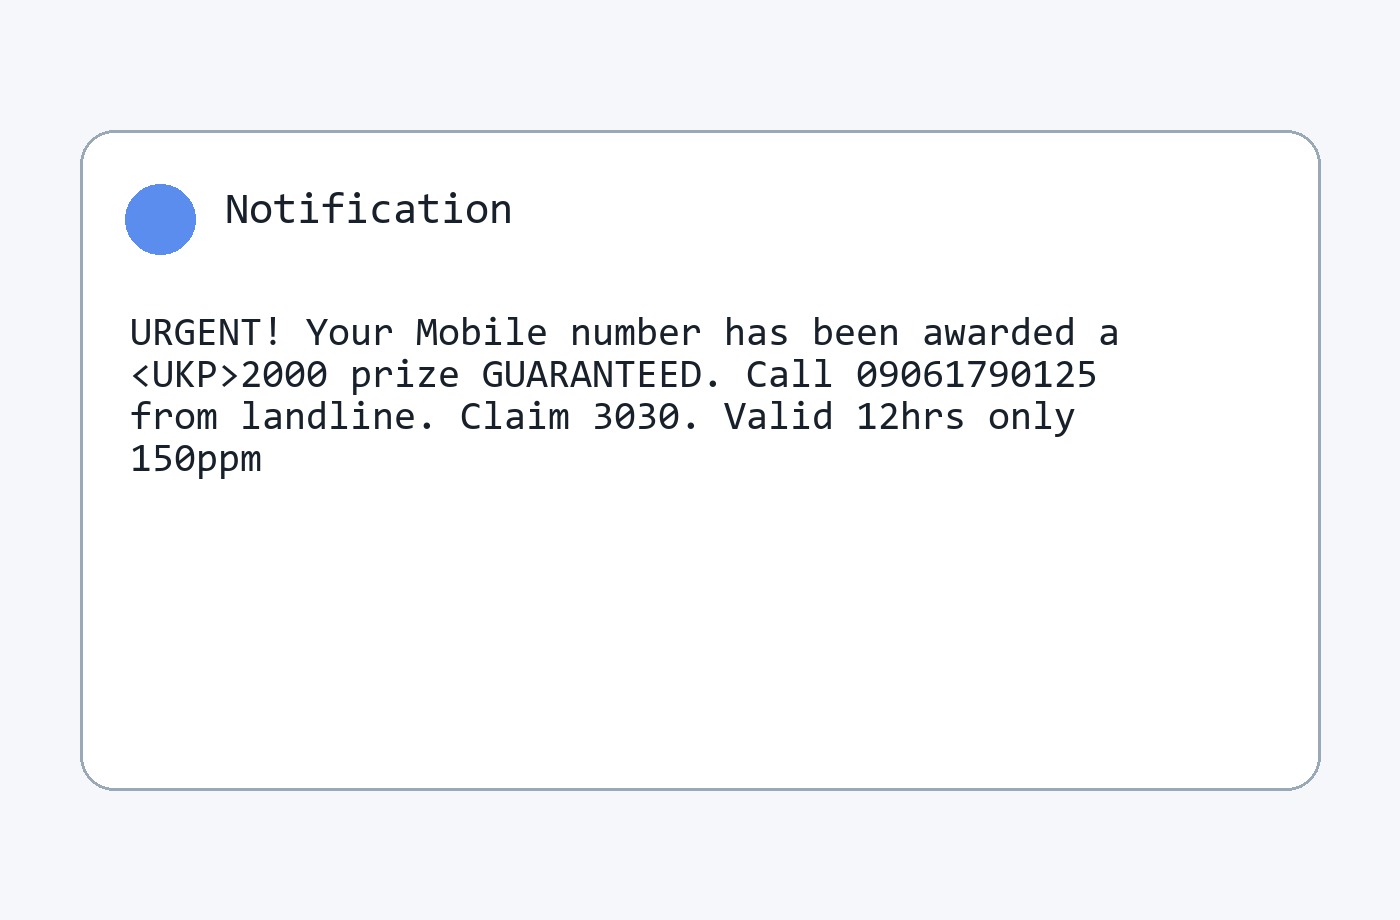 Notification
URGENT! Your Mobile number has been awarded a
<UKP>2000 prize GUARANTEED. Call 09061790125
from landline. Claim 3030. Valid 12hrs only
150ppm